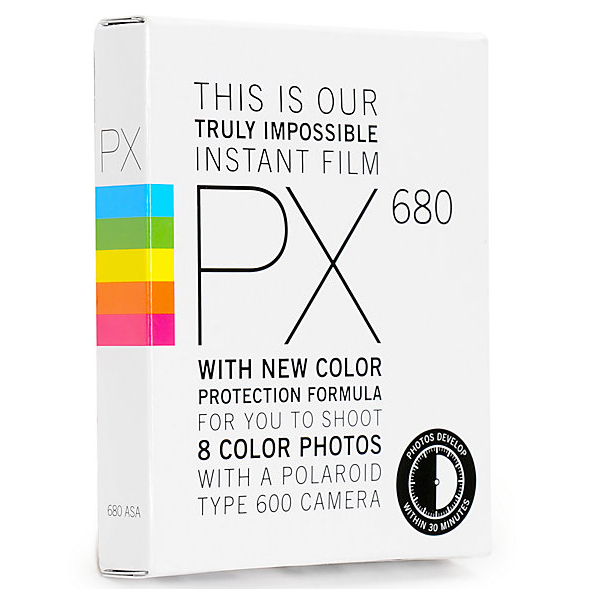 PX
680 ASA
THIS IS OUR
TRULY IMPOSSIBLE
INSTANT FILM
PX 680
WITH NEW COLOR
PROTECTION FORMULA
FOR YOU TO SHOOT
8 COLOR PHOTOS
WITH A POLAROID
TYPE 600 CAMERA
PHOTOS DEVELOP
WITHIN 30 MINUTES